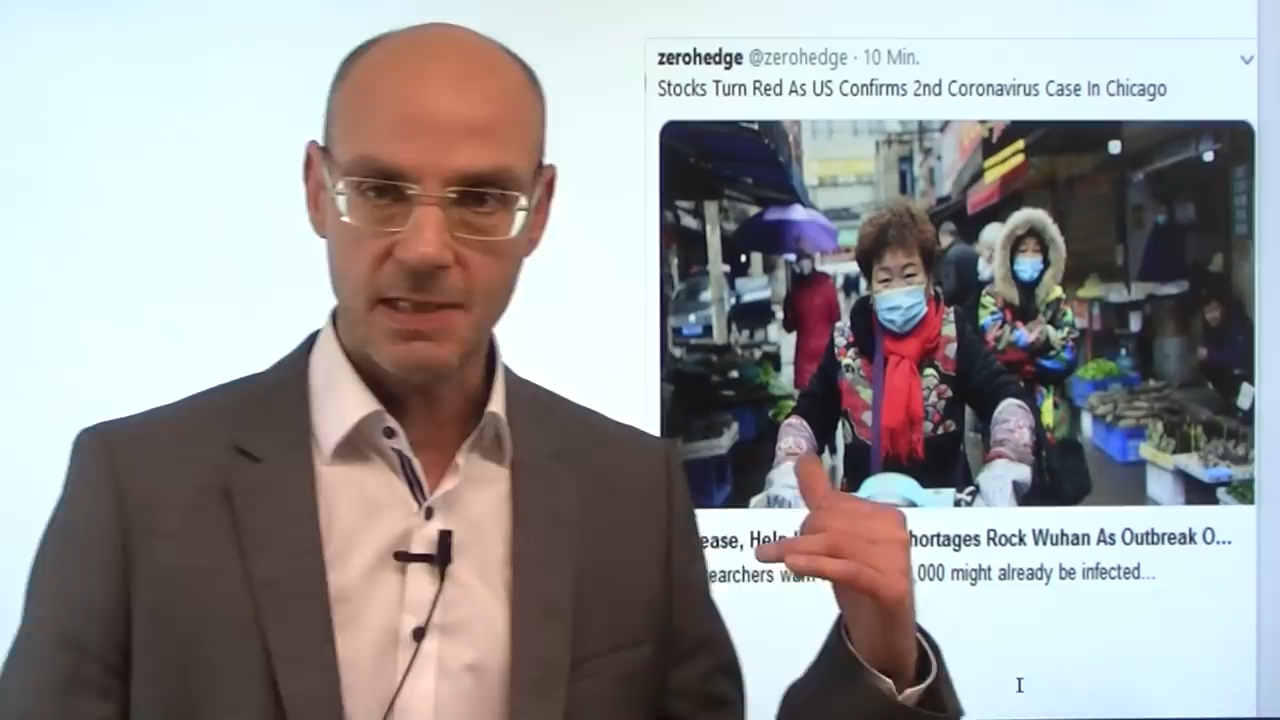 zerohedge @zerohedge · 10 Min.
Stocks Turn Red As US Confirms 2nd Coronavirus Case In Chicago
ease, Help hortages Rock Wuhan As Outbreak O...
earchers 000 might already be infected...